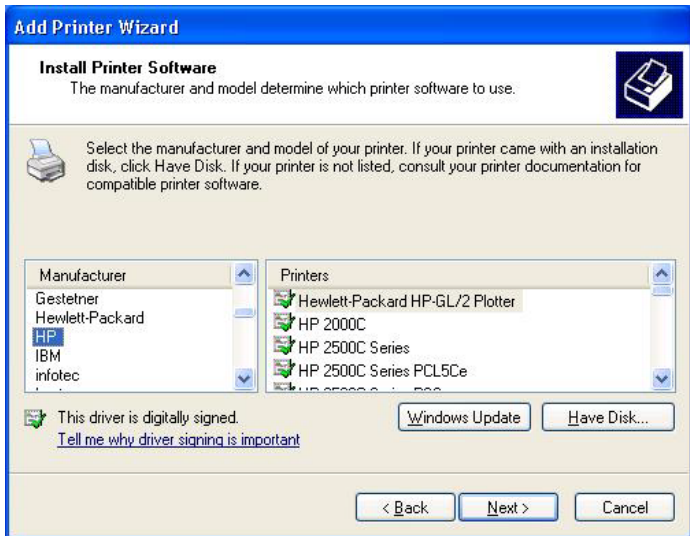 Add Printer Wizard
Install Printer Software
The manufacturer and model determine which printer software to use.
Select the manufacturer and model of your printer. If your printer came with an installation
disk, click Have Disk. If your printer is not listed, consult your printer documentation for
compatible printer software.
Manufacturer
Gestetner
Hewlett-Packard
HP
IBM
infotec
Printers
Hewlett-Packard HP-GL/2 Plotter
HP 2000C
HP 2500C Series
HP 2500C Series PCL5Ce
This driver is digitally signed.
Tell me why driver signing is important
Windows Update
Have Disk...
< Back
Next >
Cancel